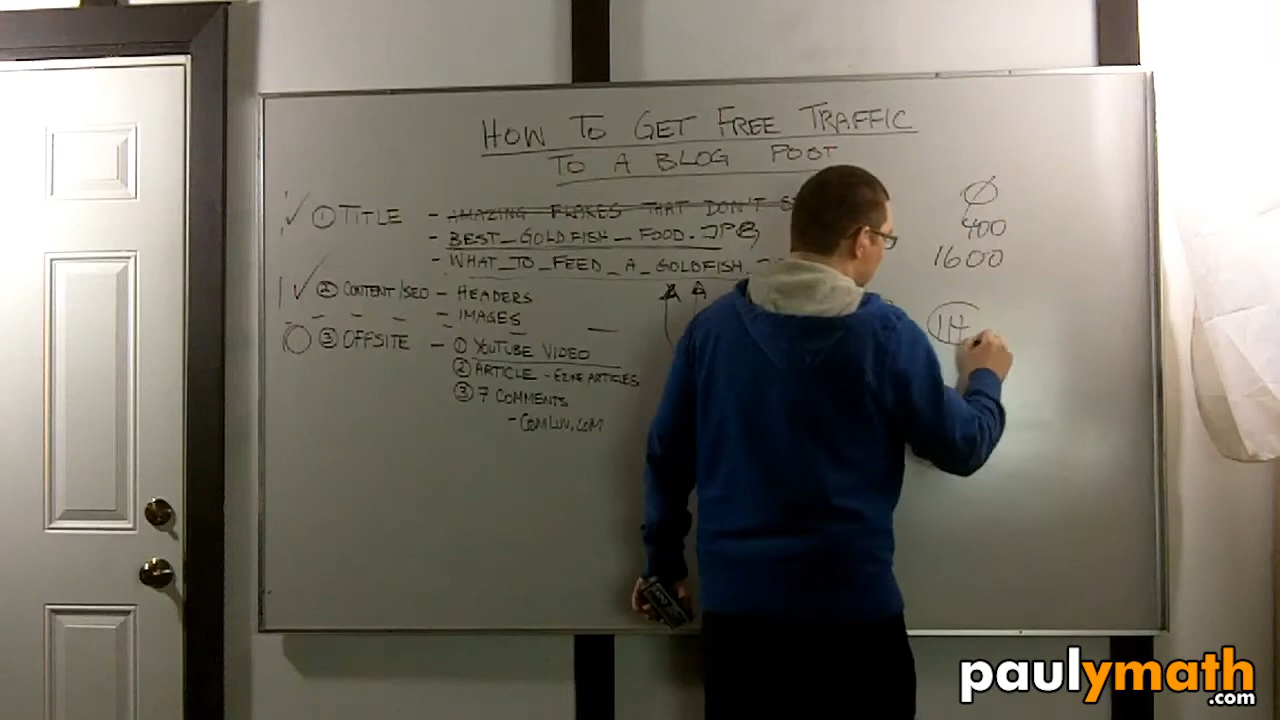 HOW TO GET FREE TRAFFIC
TO A BLOG POST
① TITLE - AMAZING FLAKES THAT DON'T
- BEST_GOLDFISH_FOOD.JPG
- WHAT_TO_FEED_A_GOLDFISH.
② CONTENT/SEO - HEADERS
- IMAGES
③ OFFSITE - ① YOUTUBE VIDEO
② ARTICLE - EZINE ARTICLES
③ 7 COMMENTS
- COMLUV.COM
400
1600
paulymath
.com